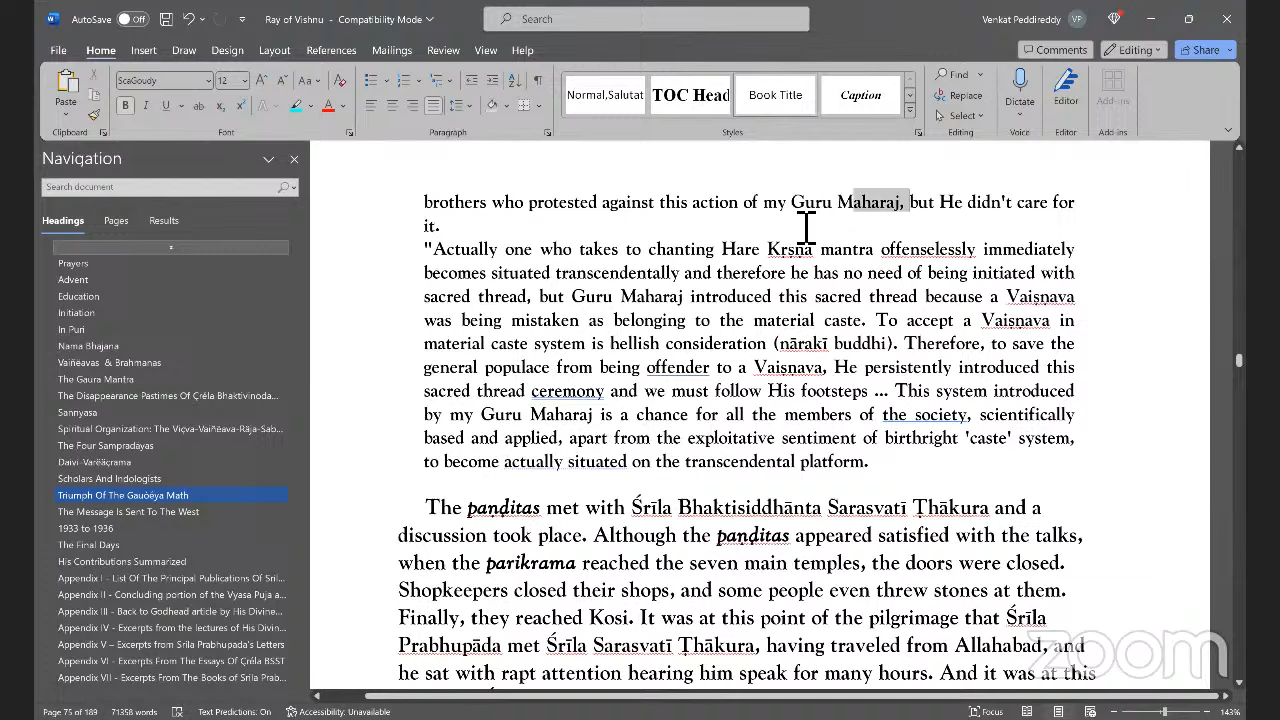 AutoSave Off Ray of Vishnu - Compatibility Mode Search Venkat Peddireddy VP
File Home Insert Draw Design Layout References Mailings Review View Help Comments Editing Share
Paste ScaGoudy 12 Normal,Salutat TOC Head Book Title Caption Find Replace Select Dictate Editor Add-ins
Clipboard Font Paragraph Styles Editing Voice Editor Add-ins
Navigation
Search document
Headings Pages Results
Prayers
Advent
Education
Initiation
In Puri
Nama Bhajana
Vaiñëavas & Brahmanas
The Gaura Mantra
The Disappearance Pastimes Of Çréla Bhaktivinoda...
Sannyasa
Spiritual Organization: The Viçva-Vaiñëava-Räja-Sab...
The Four Sampradäyas
Daivi-Varëäçrama
Scholars And Indologists
Triumph Of The Gauòéya Math
The Message Is Sent To The West
1933 to 1936
The Final Days
His Contributions Summarized
Appendix I - List Of The Principal Publications Of Sril...
Appendix II - Concluding portion of the Vyasa Puja a...
Appendix III - Back to Godhead article by His Divine...
Appendix IV - Excerpts from the lectures of His Divin...
Appendix V – Excerpts from Srila Prabhupada's Letters
Appendix VI - Excerpts From The Essays Of Çréla BSST
Appendix VII - Excerpts From The Books of Srila Prab...
brothers who protested against this action of my Guru Maharaj, but He didn't care for
it.
"Actually one who takes to chanting Hare Krsna mantra offenselessly immediately
becomes situated transcendentally and therefore he has no need of being initiated with
sacred thread, but Guru Maharaj introduced this sacred thread because a Vaisnava
was being mistaken as belonging to the material caste. To accept a Vaisnava in
material caste system is hellish consideration (nārakī buddhi). Therefore, to save the
general populace from being offender to a Vaisnava, He persistently introduced this
sacred thread ceremony and we must follow His footsteps ... This system introduced
by my Guru Maharaj is a chance for all the members of the society, scientifically
based and applied, apart from the exploitative sentiment of birthright 'caste' system,
to become actually situated on the transcendental platform.
The paṇḍitas met with Śrīla Bhaktisiddhānta Sarasvatī Ṭhākura and a
discussion took place. Although the paṇḍitas appeared satisfied with the talks,
when the parikrama reached the seven main temples, the doors were closed.
Shopkeepers closed their shops, and some people even threw stones at them.
Finally, they reached Kosi. It was at this point of the pilgrimage that Śrīla
Prabhupāda met Śrīla Sarasvatī Ṭhākura, having traveled from Allahabad, and
he sat with rapt attention hearing him speak for many hours. And it was at this
zoom
Page 75 of 189 71358 words Text Predictions: On Accessibility: Unavailable Focus 143%